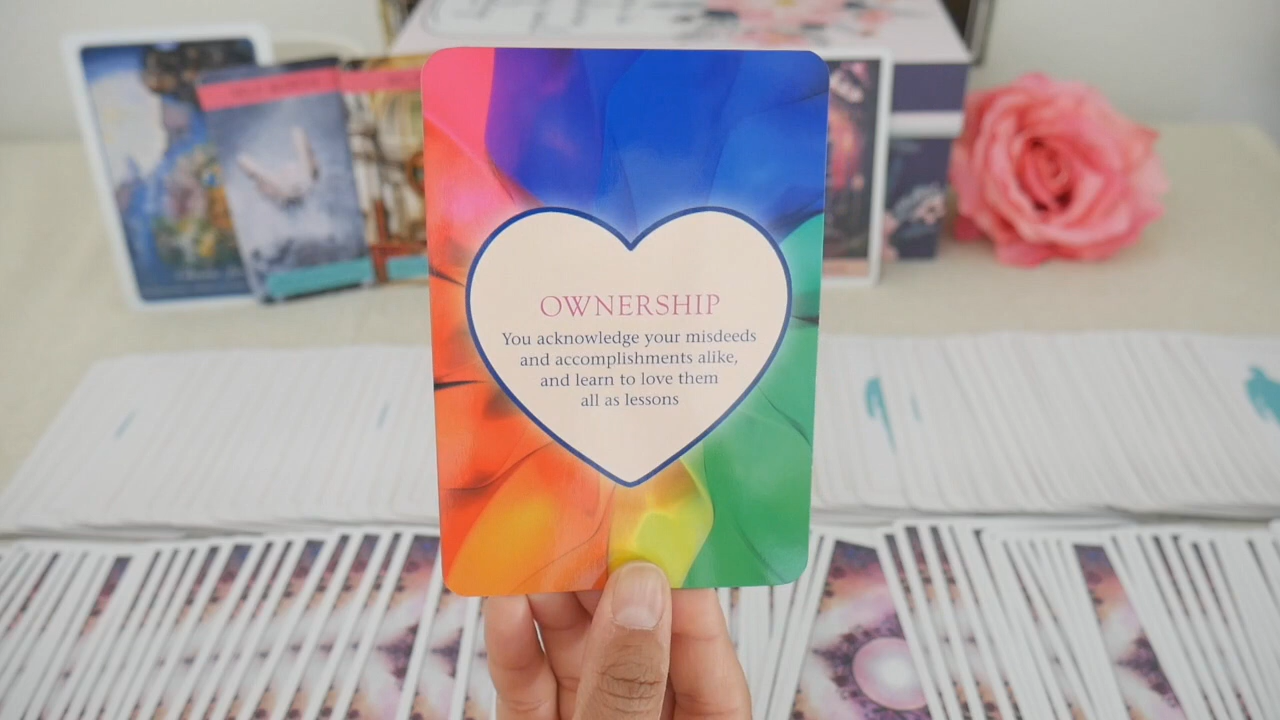 OWNERSHIP
You acknowledge your misdeeds
and accomplishments alike,
and learn to love them
all as lessons